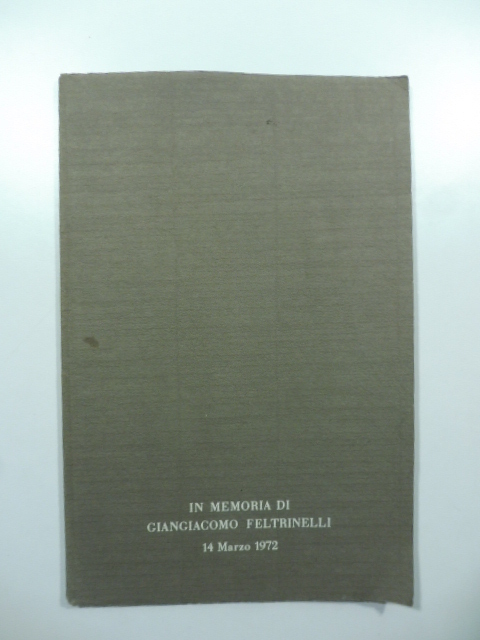 IN MEMORIA DI
GIANGIACOMO FELTRINELLI
14 Marzo 1972